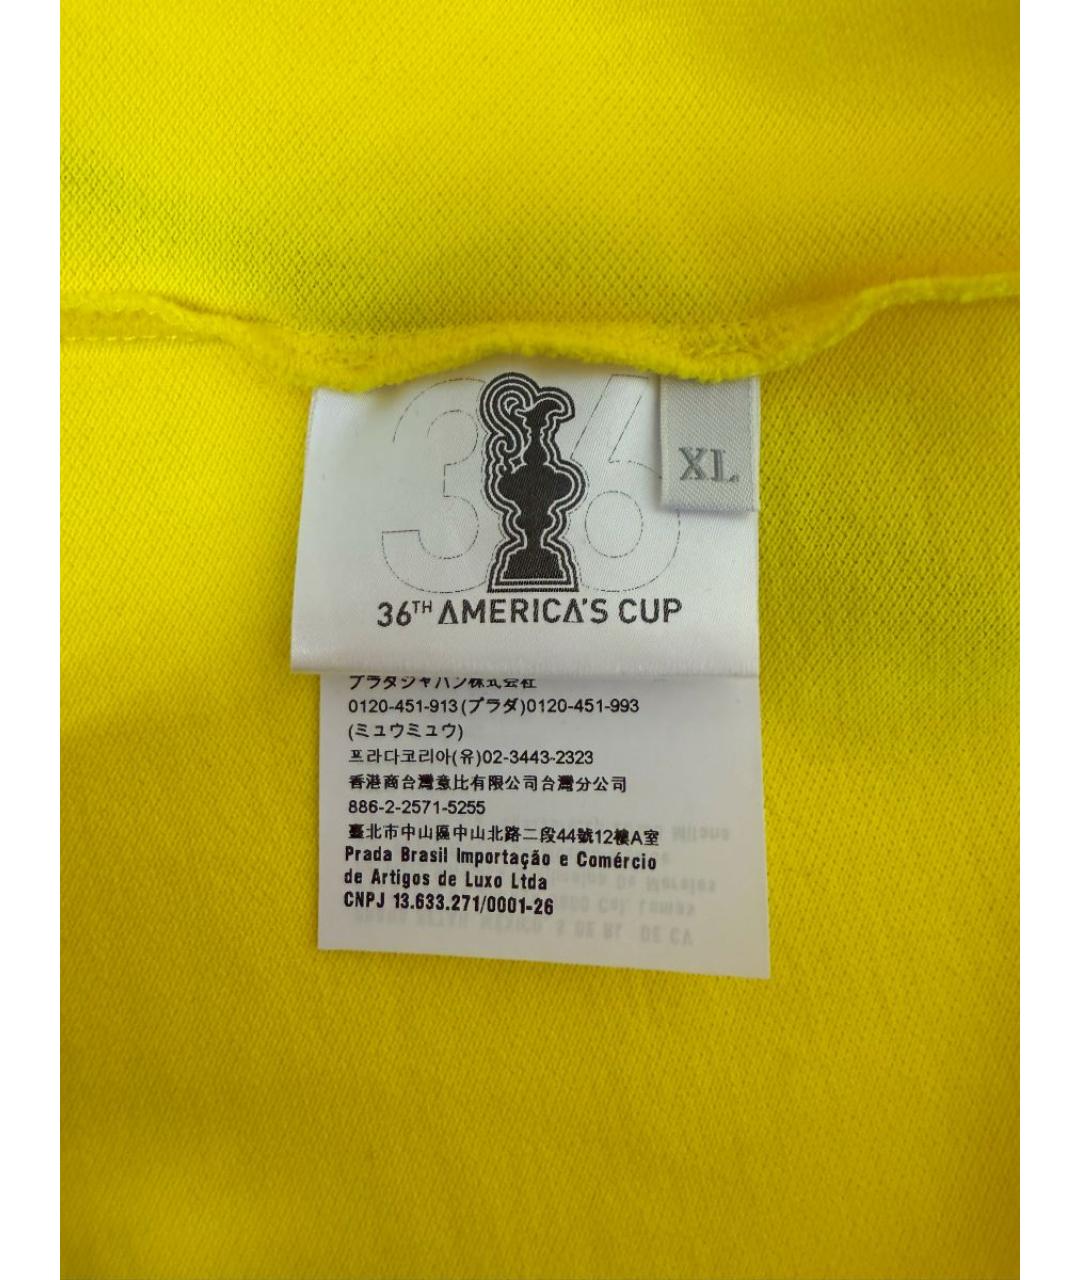 36
XL
36TH AMERICA'S CUP
プラダジャパン株式会社
0120-451-913(プラダ)0120-451-993
(ミュウミュウ)
프라다코리아(유)02-3443-2323
香港商台灣意比有限公司台灣分公司
886-2-2571-5255
臺北市中山區中山北路二段44號12樓A室
Prada Brasil Importação e Comércio
de Artigos de Luxo Ltda
CNPJ 13.633.271/0001-26